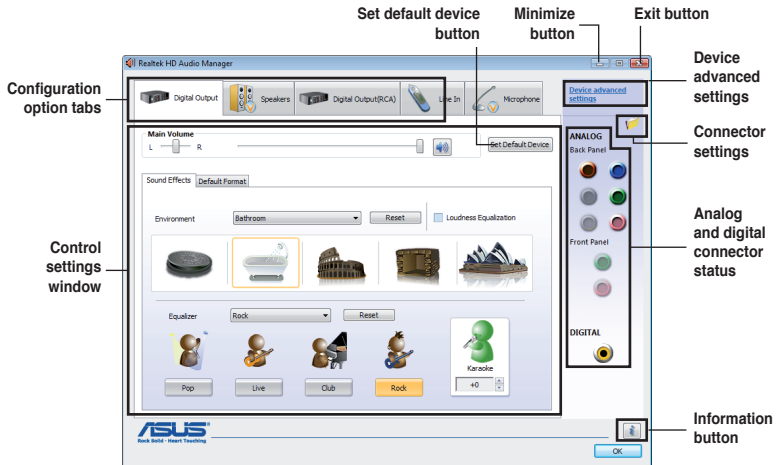 Set default device
button
Minimize
button
Exit button
Configuration
option tabs
Control
settings
window
Device
advanced
settings
Connector
settings
Analog
and digital
connector
status
Information
button
Realtek HD Audio Manager
Digital Output
Speakers
Digital Output(RCA)
Line In
Microphone
Device advanced
settings
Main Volume
L
R
Set Default Device
Sound Effects
Default Format
Environment
Bathroom
Reset
Loudness Equalization
Equalizer
Rock
Reset
Pop
Live
Club
Rock
Karaoke
+0
ANALOG
Back Panel
Front Panel
DIGITAL
ASUS
Rock Solid · Heart Touching
i
OK